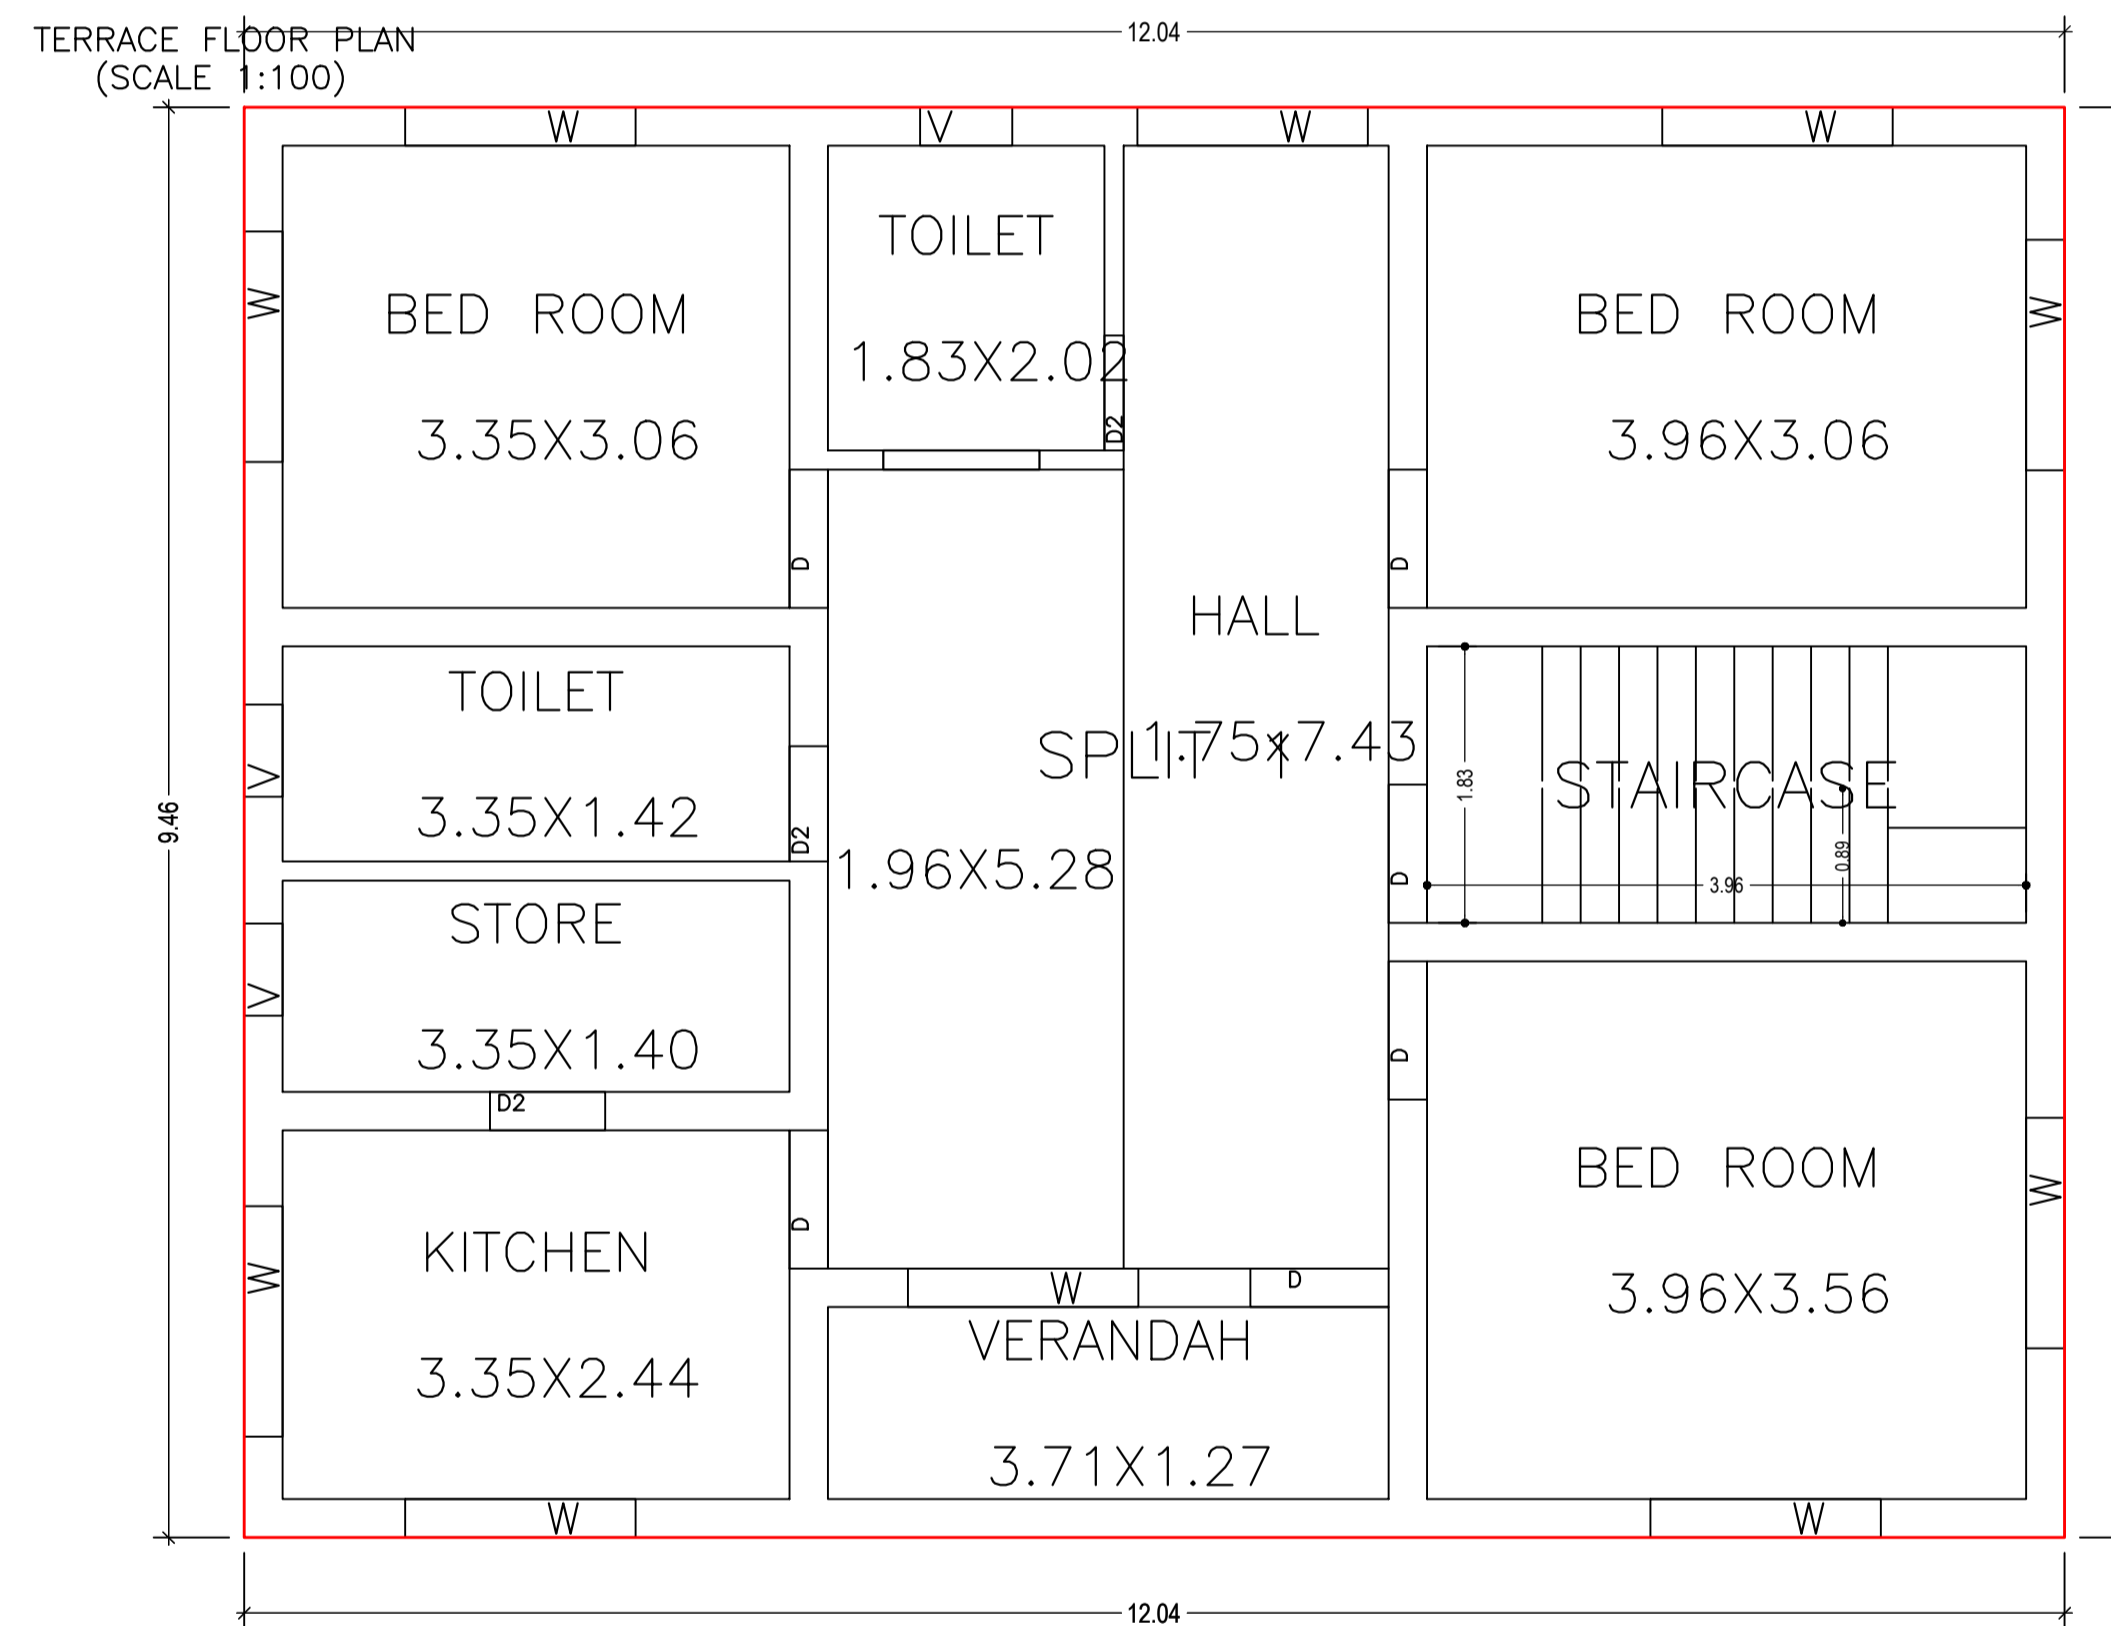 12.04
TERRACE FLOOR PLAN
(SCALE 1:100)
W
V
W
W
TOILET
W
BED ROOM
BED ROOM
W
1.83X2.02
D2
3.35X3.06
3.96X3.06
D
D
HALL
TOILET
1.75x7.43
SPLIT 1
V
1.83
STAIRCASE
9.46
3.35X1.42
D2
0.89
1.96X5.28
D
3.96
STORE
V
3.35X1.40
D
D2
BED ROOM
W
D
KITCHEN
W
W
D
3.96X3.56
VERANDAH
3.35X2.44
3.71X1.27
W
W
12.04